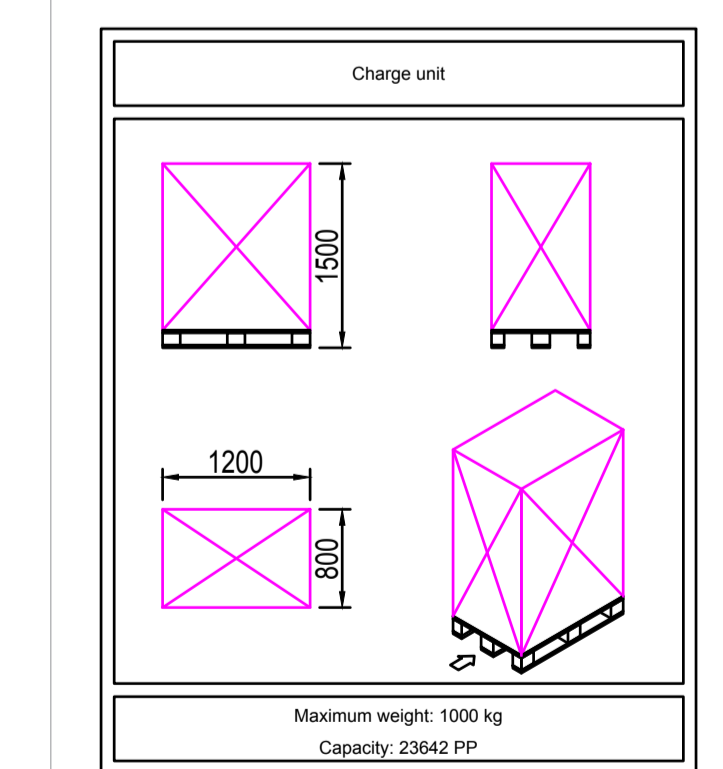 Charge unit
1500
1200
800
Maximum weight: 1000 kg
Capacity: 23642 PP